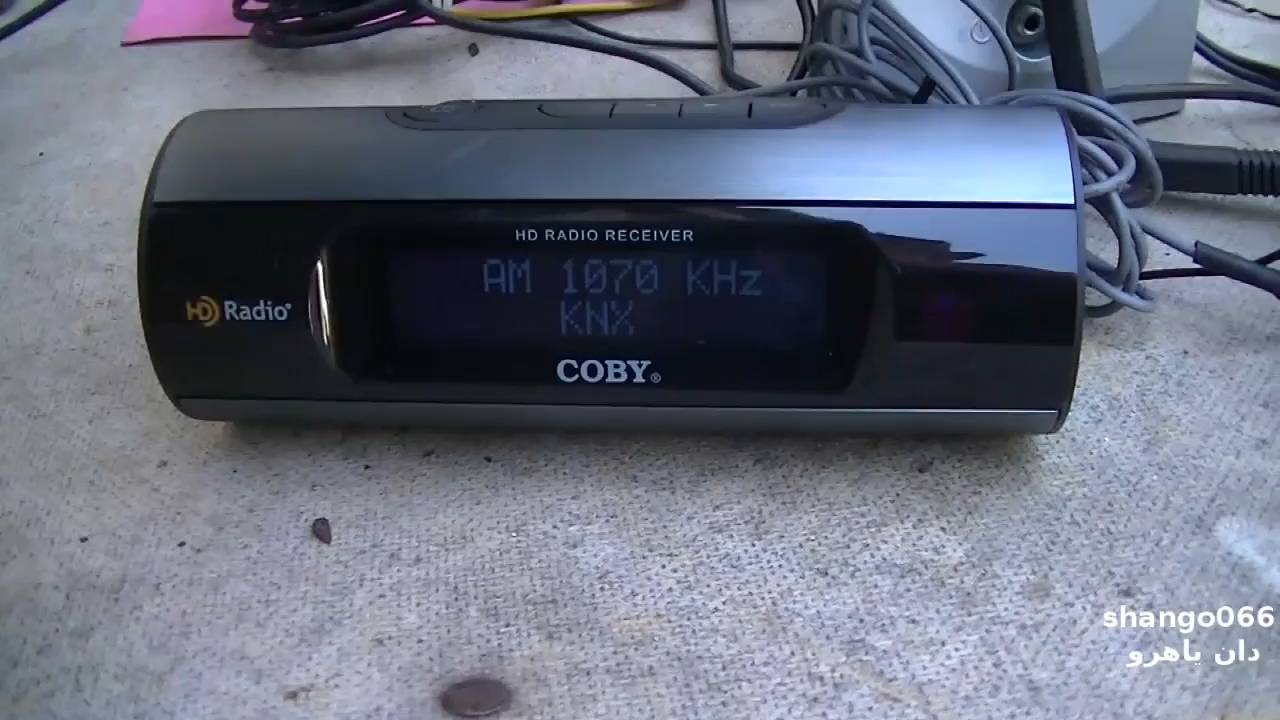 HD RADIO RECEIVER
AM 1070 KHz
KNX
HD Radio
COBY®
shango066
دان ياهرو